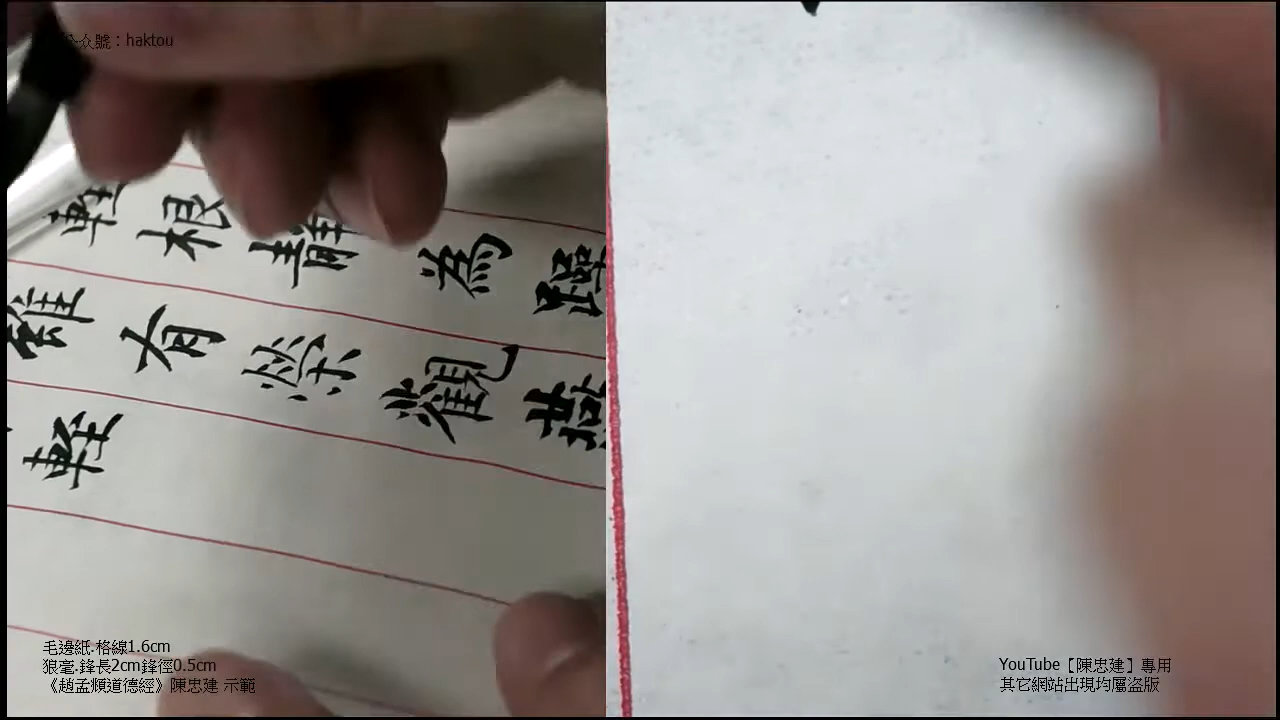 公众號：haktou
輕 根 靜 為 躁
雖 有 榮 觀 燕
輕
毛邊紙·格線1.6cm
狼毫.鋒長2cm鋒徑0.5cm
《趙孟頫道德經》陳忠建 示範
YouTube［陳忠建］專用
其它網站出現均屬盜版